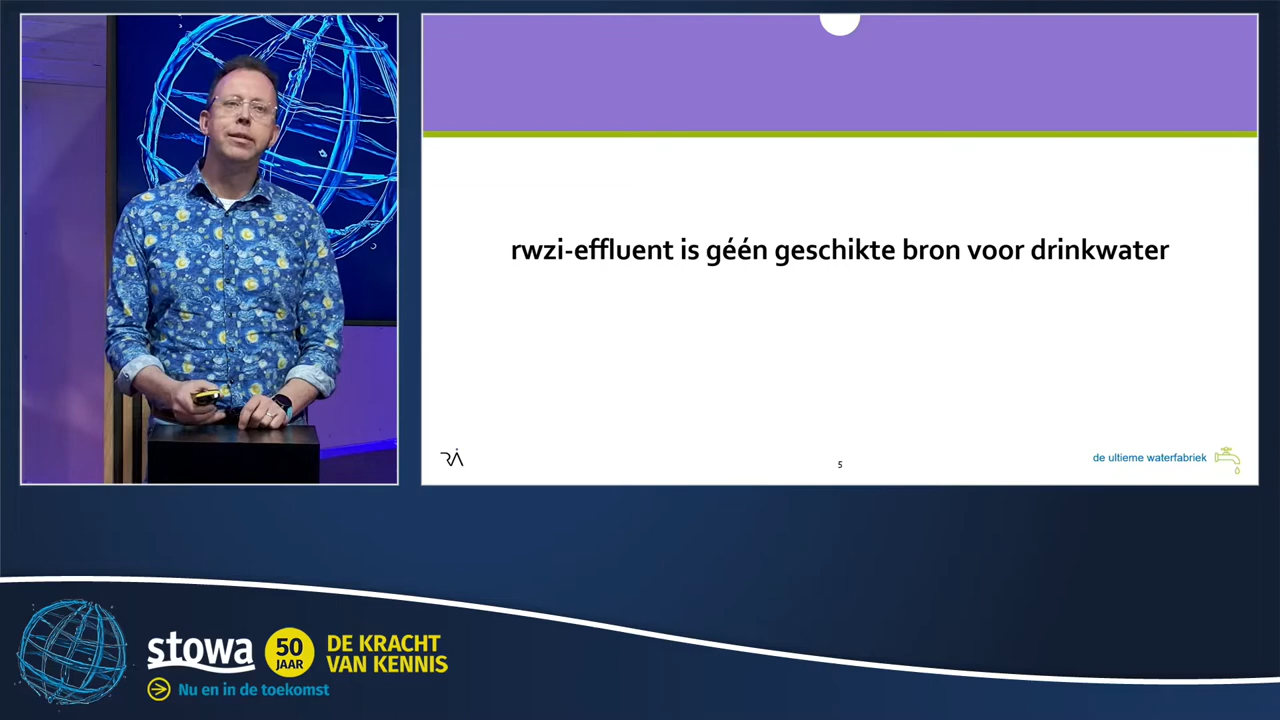 rwzi-effluent is géén geschikte bron voor drinkwater
RA
5
de ultieme waterfabriek
stowa
50
JAAR
DE KRACHT
VAN KENNIS
Nu en in de toekomst